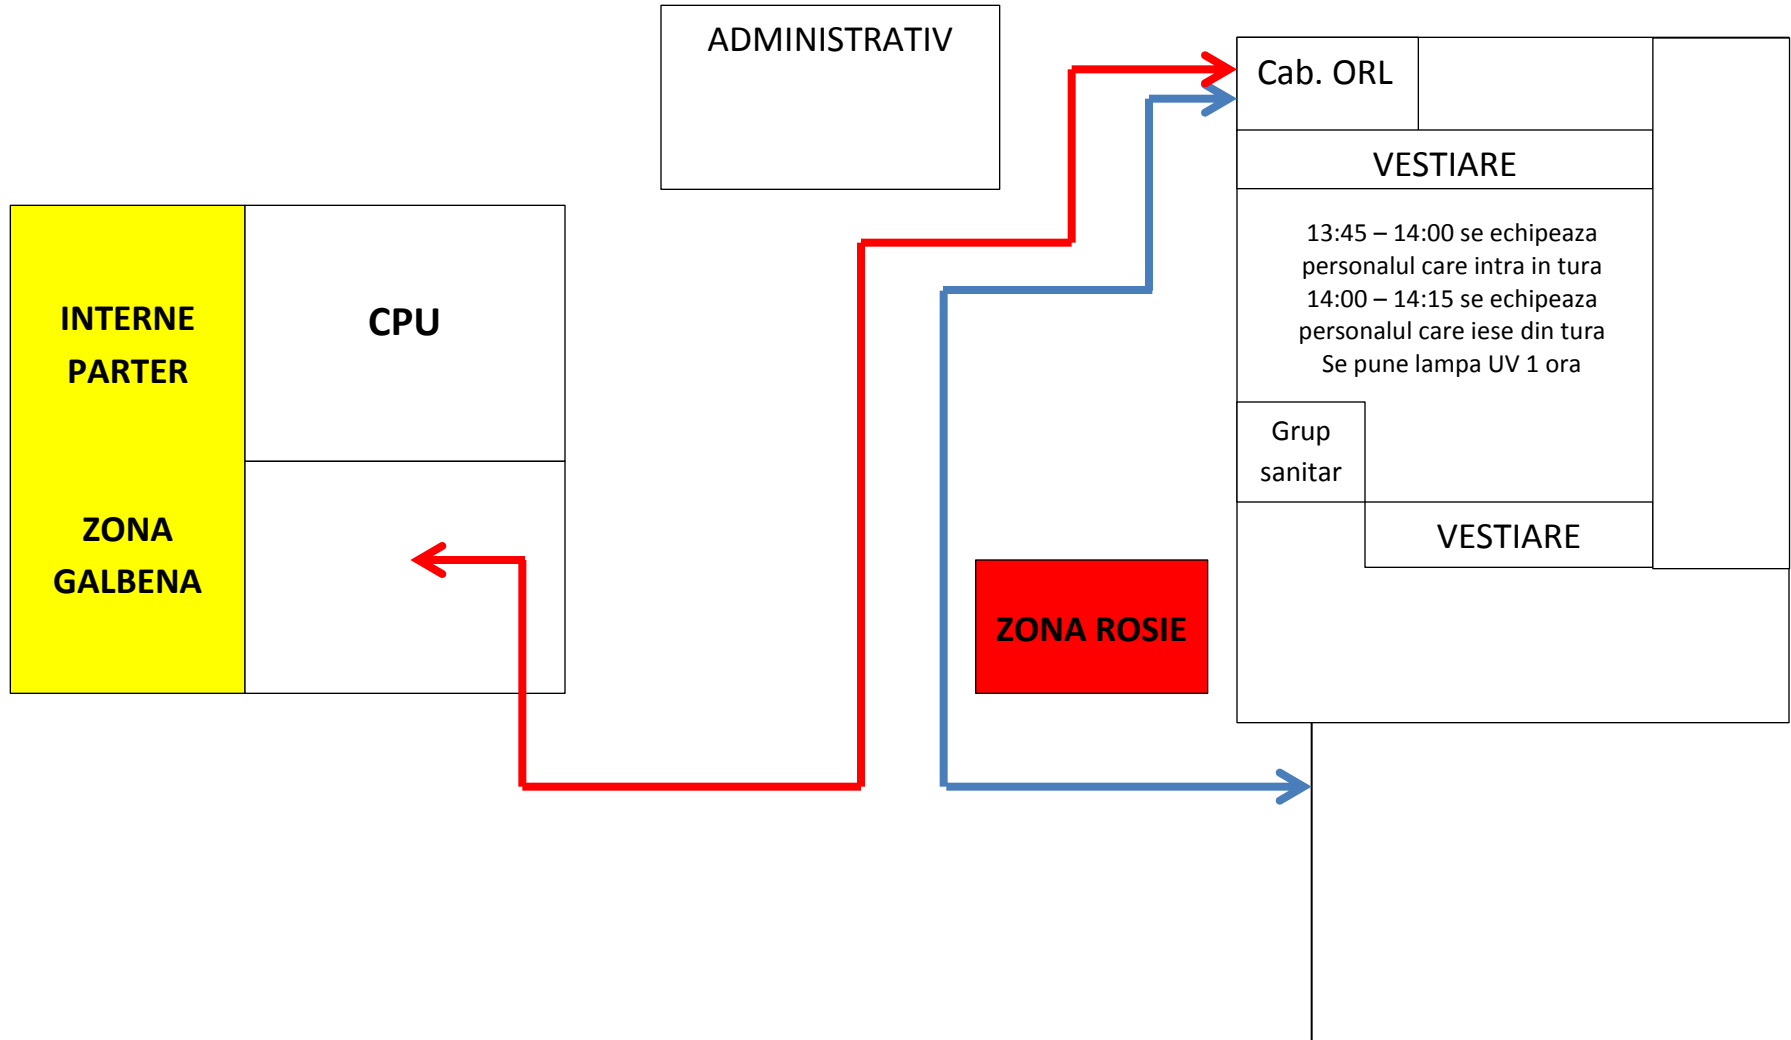 ADMINISTRATIV
Cab. ORL
VESTIARE
13:45 – 14:00 se echipeaza
personalul care intra in tura
14:00 – 14:15 se echipeaza
personalul care iese din tura
Se pune lampa UV 1 ora
INTERNE
PARTER
CPU
Grup
sanitar
ZONA
GALBENA
VESTIARE
ZONA ROSIE